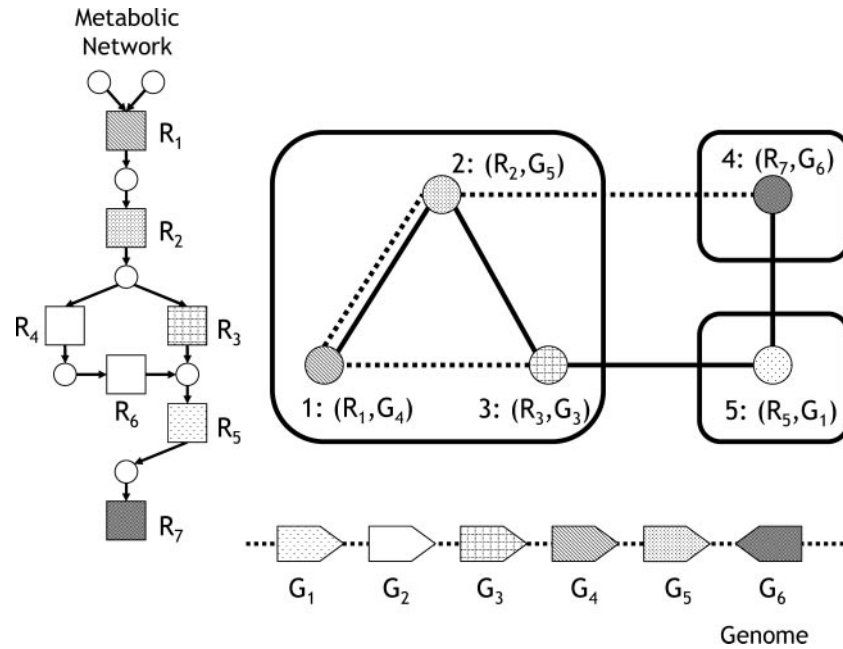 Metabolic
Network
R₁
R₂
R₄
R₃
R₆
R₅
R₇
2: (R₂,G₅)
4: (R₇,G₆)
1: (R₁,G₄)
3: (R₃,G₃)
5: (R₅,G₁)
G₁ G₂ G₃ G₄ G₅ G₆
Genome